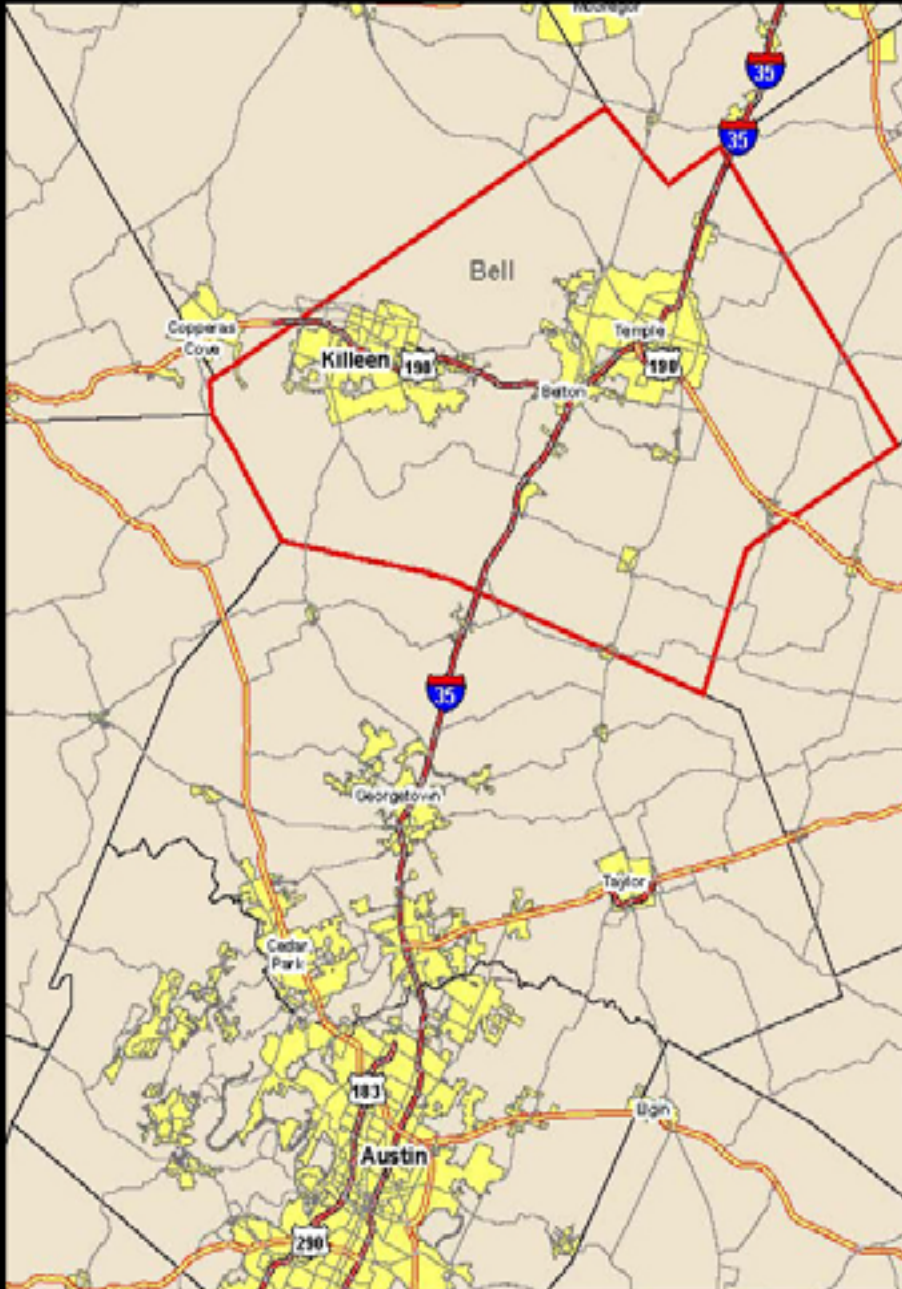 McGregor
35
35
Bell
Copperas
Cove
Killeen
190
Temple
190
Belton
35
Georgetown
Taylor
Cedar
Park
183
Elgin
Austin
290